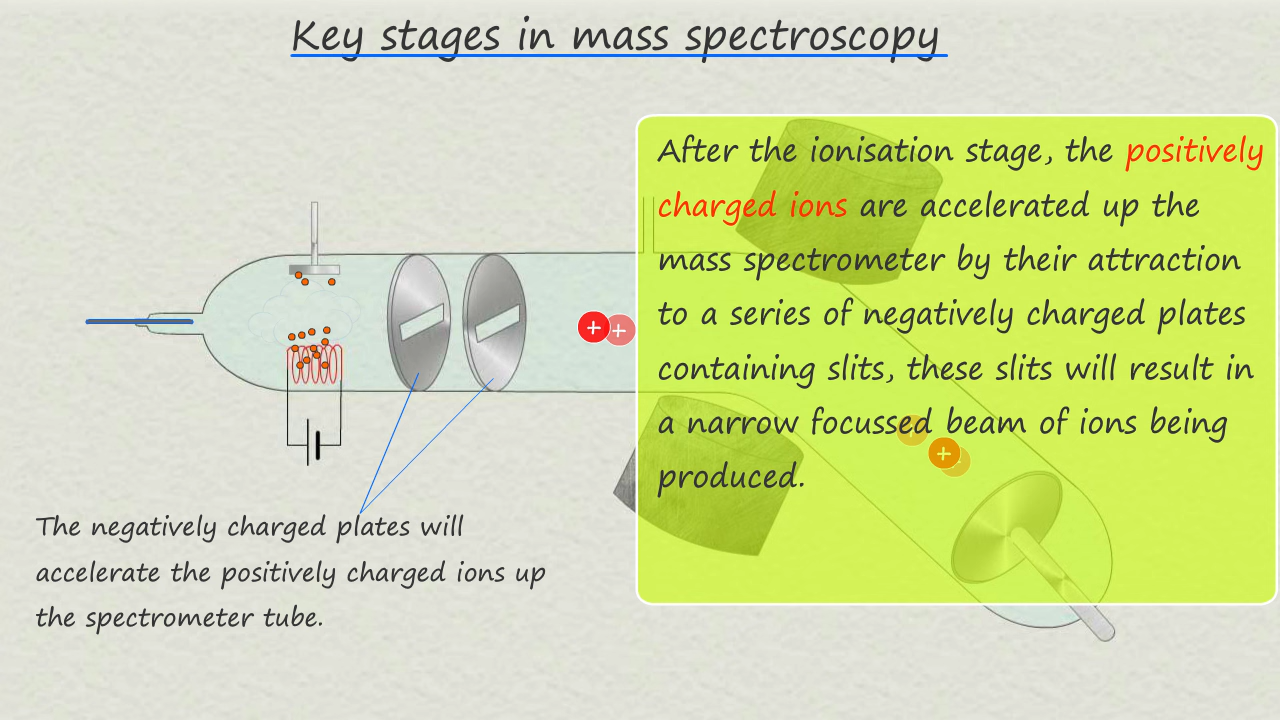 Key stages in mass spectroscopy
After the ionisation stage, the positively
charged ions are accelerated up the
mass spectrometer by their attraction
to a series of negatively charged plates
containing slits, these slits will result in
a narrow focussed beam of ions being
produced.
+ +
+
+
The negatively charged plates will
accelerate the positively charged ions up
the spectrometer tube.